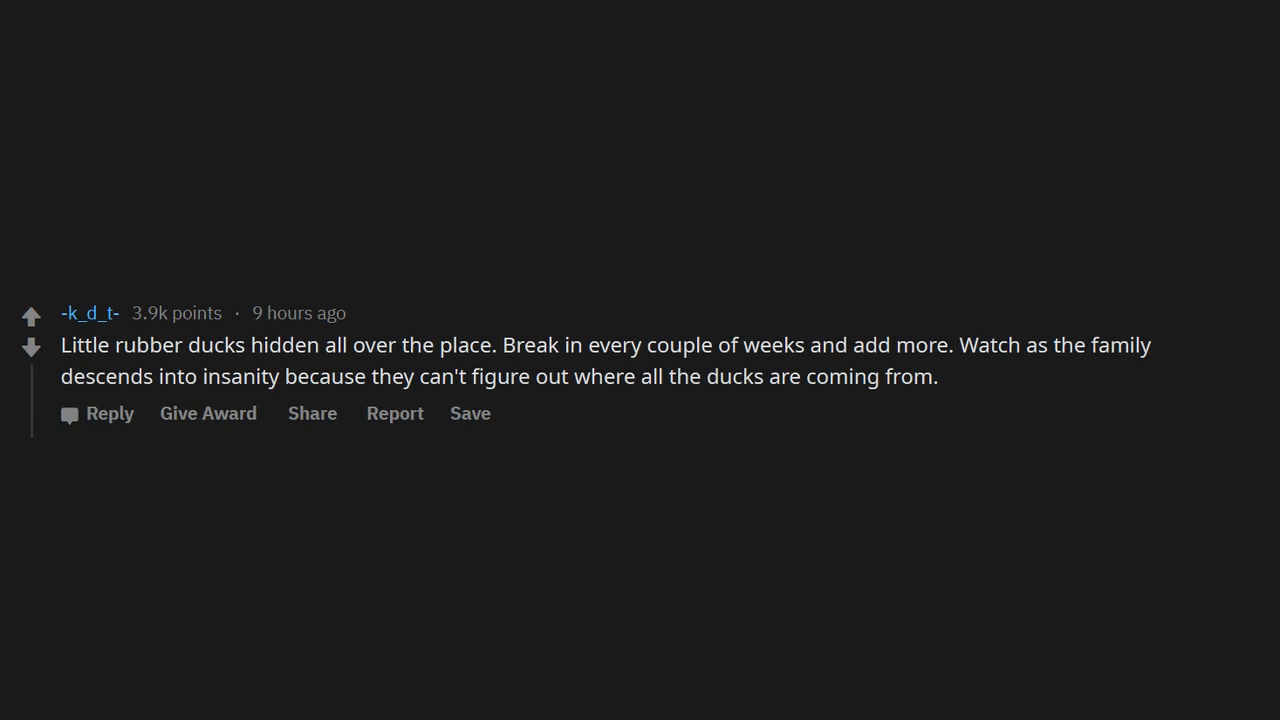 -k_d_t- 3.9k points · 9 hours ago
Little rubber ducks hidden all over the place. Break in every couple of weeks and add more. Watch as the family
descends into insanity because they can't figure out where all the ducks are coming from.
Reply Give Award Share Report Save